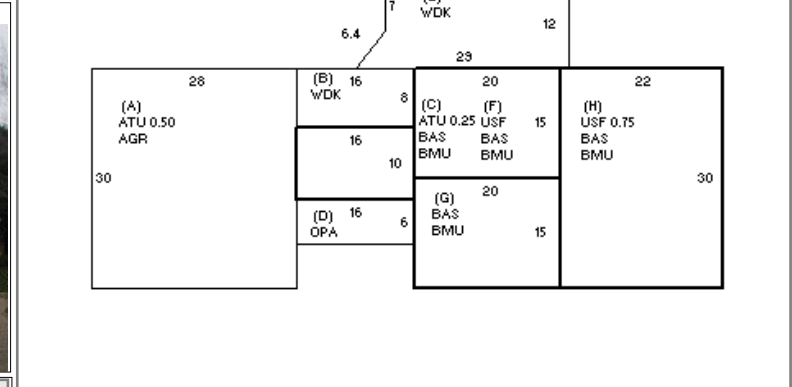 7
WDK
12
6.4
29
28
(A)
ATU 0.50
AGR
30
(B) 16
WDK
8
16
10
(D) 16
OPA
6
20
(C) (F)
ATU 0.25 USF 15
BAS BAS
BMU BMU
20
(G)
BAS
BMU 15
22
(H)
USF 0.75
BAS
BMU
30